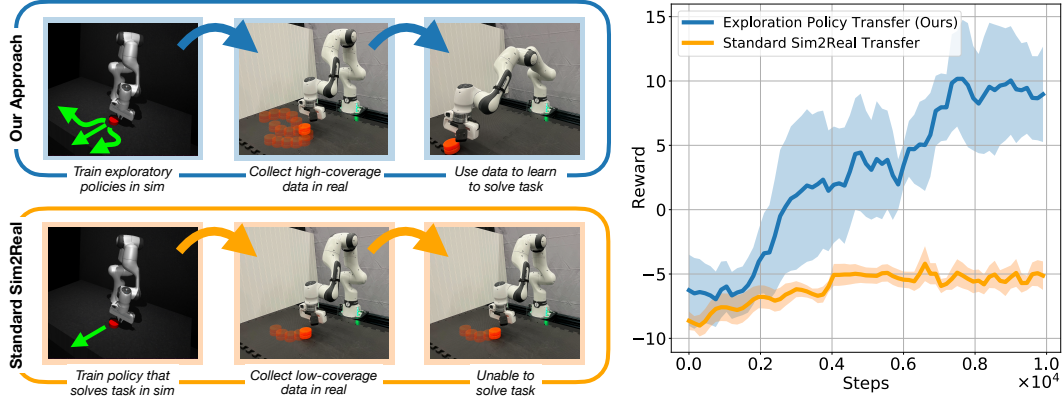 Our Approach
Train exploratory
policies in sim
Collect high-coverage
data in real
Use data to learn
to solve task
Standard Sim2Real
Train policy that
solves task in sim
Collect low-coverage
data in real
Unable to
solve task
Exploration Policy Transfer (Ours)
Standard Sim2Real Transfer
Reward
15
10
5
0
−5
−10
0.0
0.2
0.4
0.6
0.8
1.0
×10⁴
Steps